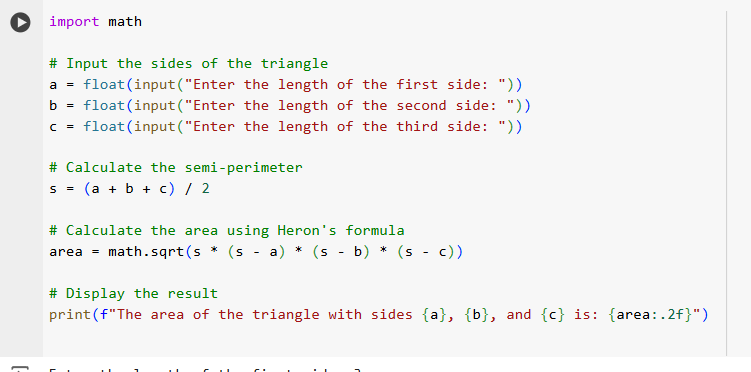 import math
# Input the sides of the triangle
a = float(input("Enter the length of the first side: "))
b = float(input("Enter the length of the second side: "))
c = float(input("Enter the length of the third side: "))
# Calculate the semi-perimeter
s = (a + b + c) / 2
# Calculate the area using Heron's formula
area = math.sqrt(s * (s - a) * (s - b) * (s - c))
# Display the result
print(f"The area of the triangle with sides {a}, {b}, and {c} is: {area:.2f}")